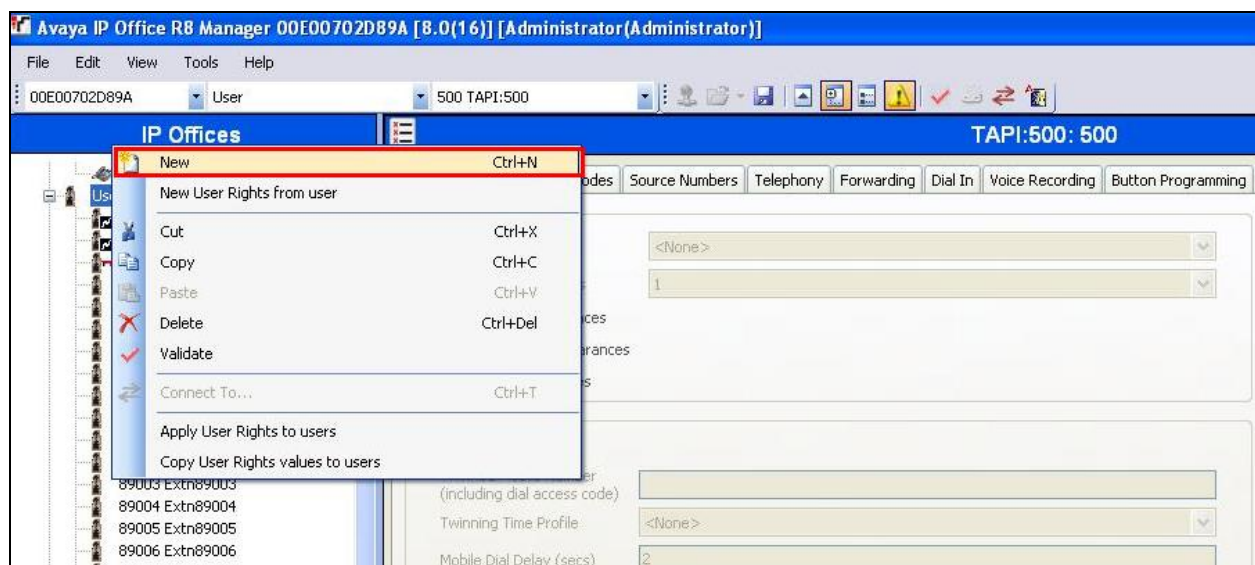 Avaya IP Office R8 Manager 00E00702D89A [8.0(16)] [Administrator(Administrator)]
File Edit View Tools Help
00E00702D89A User 500 TAPI:500
IP Offices TAPI:500: 500
New Ctrl+N
New User Rights from user
Cut Ctrl+X
Copy Ctrl+C
Paste Ctrl+V
Delete Ctrl+Del
Validate
Connect To... Ctrl+T
Apply User Rights to users
Copy User Rights values to users
89003 Extn89003
89004 Extn89004
89005 Extn89005
89006 Extn89006
Source Numbers Telephony Forwarding Dial In Voice Recording Button Programming
<None>
1
(including dial access code)
Twinning Time Profile <None>
Mobile Dial Delay (secs) 2